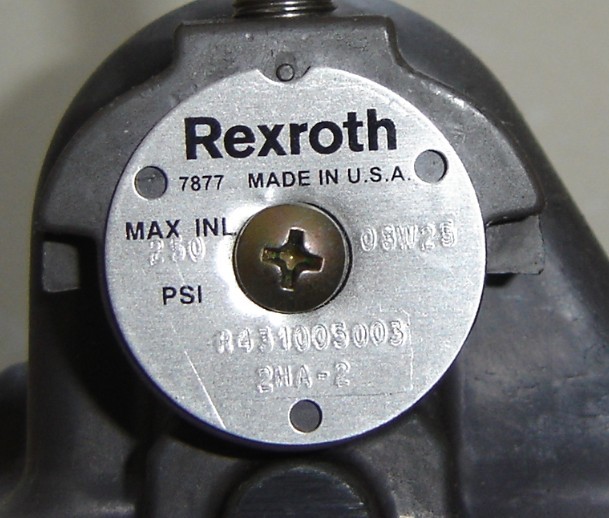 Rexroth
7877 MADE IN U.S.A.
MAX INL
250 08W25
PSI
R431005003
2HA-2